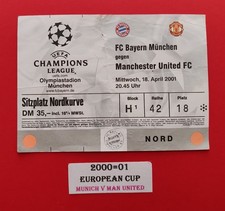 UEFA
CHAMPIONS
LEAGUE
Olympiastadion
München
FC Bayern München
gegen
Manchester United FC
Mittwoch, 18. April 2001
20.45 Uhr
Sitzplatz Nordkurve
DM 35,-
Block
Reihe
Platz
H¹
42
18
NORD
2000=01
EUROPEAN CUP
MUNICH V MAN UNITED